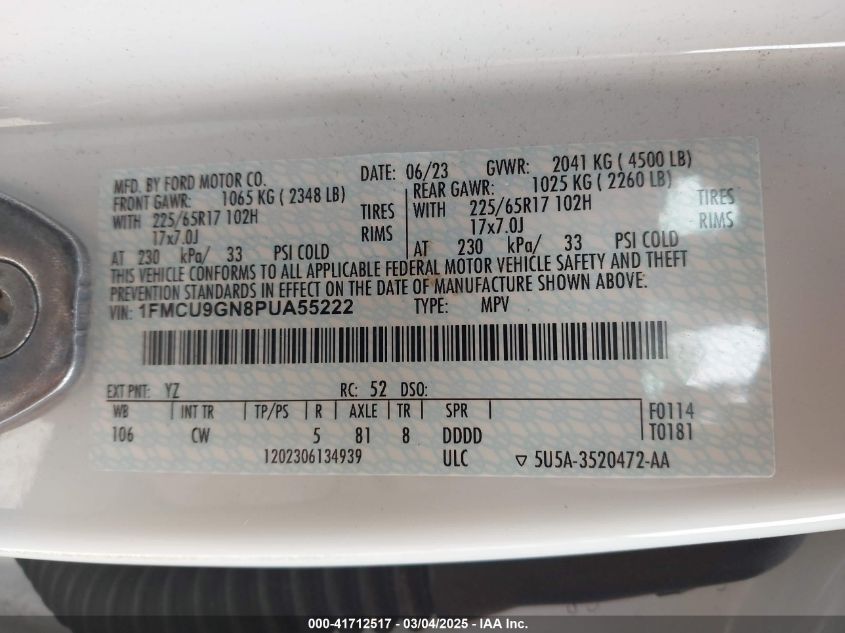 MFD. BY FORD MOTOR CO. DATE: 06/23 GVWR: 2041 KG ( 4500 LB)
FRONT GAWR: 1065 KG ( 2348 LB) REAR GAWR: 1025 KG ( 2260 LB)
WITH 225/65R17 102H TIRES WITH 225/65R17 102H TIRES
17x7.0J RIMS 17x7.0J RIMS
AT 230 kPa/ 33 PSI COLD AT 230 kPa/ 33 PSI COLD
THIS VEHICLE CONFORMS TO ALL APPLICABLE FEDERAL MOTOR VEHICLE SAFETY AND THEFT
PREVENTION STANDARDS IN EFFECT ON THE DATE OF MANUFACTURE SHOWN ABOVE.
VIN: 1FMCU9GN8PUA55222 TYPE: MPV
EXT PNT: YZ RC: 52 DSO:
WB INT TR TP/PS R AXLE TR SPR F0114
106 CW 5 81 8 DDDD T0181
1202306134939 ULC ▽ 5U5A-3520472-AA
000-41712517 - 03/04/2025 - IAA Inc.